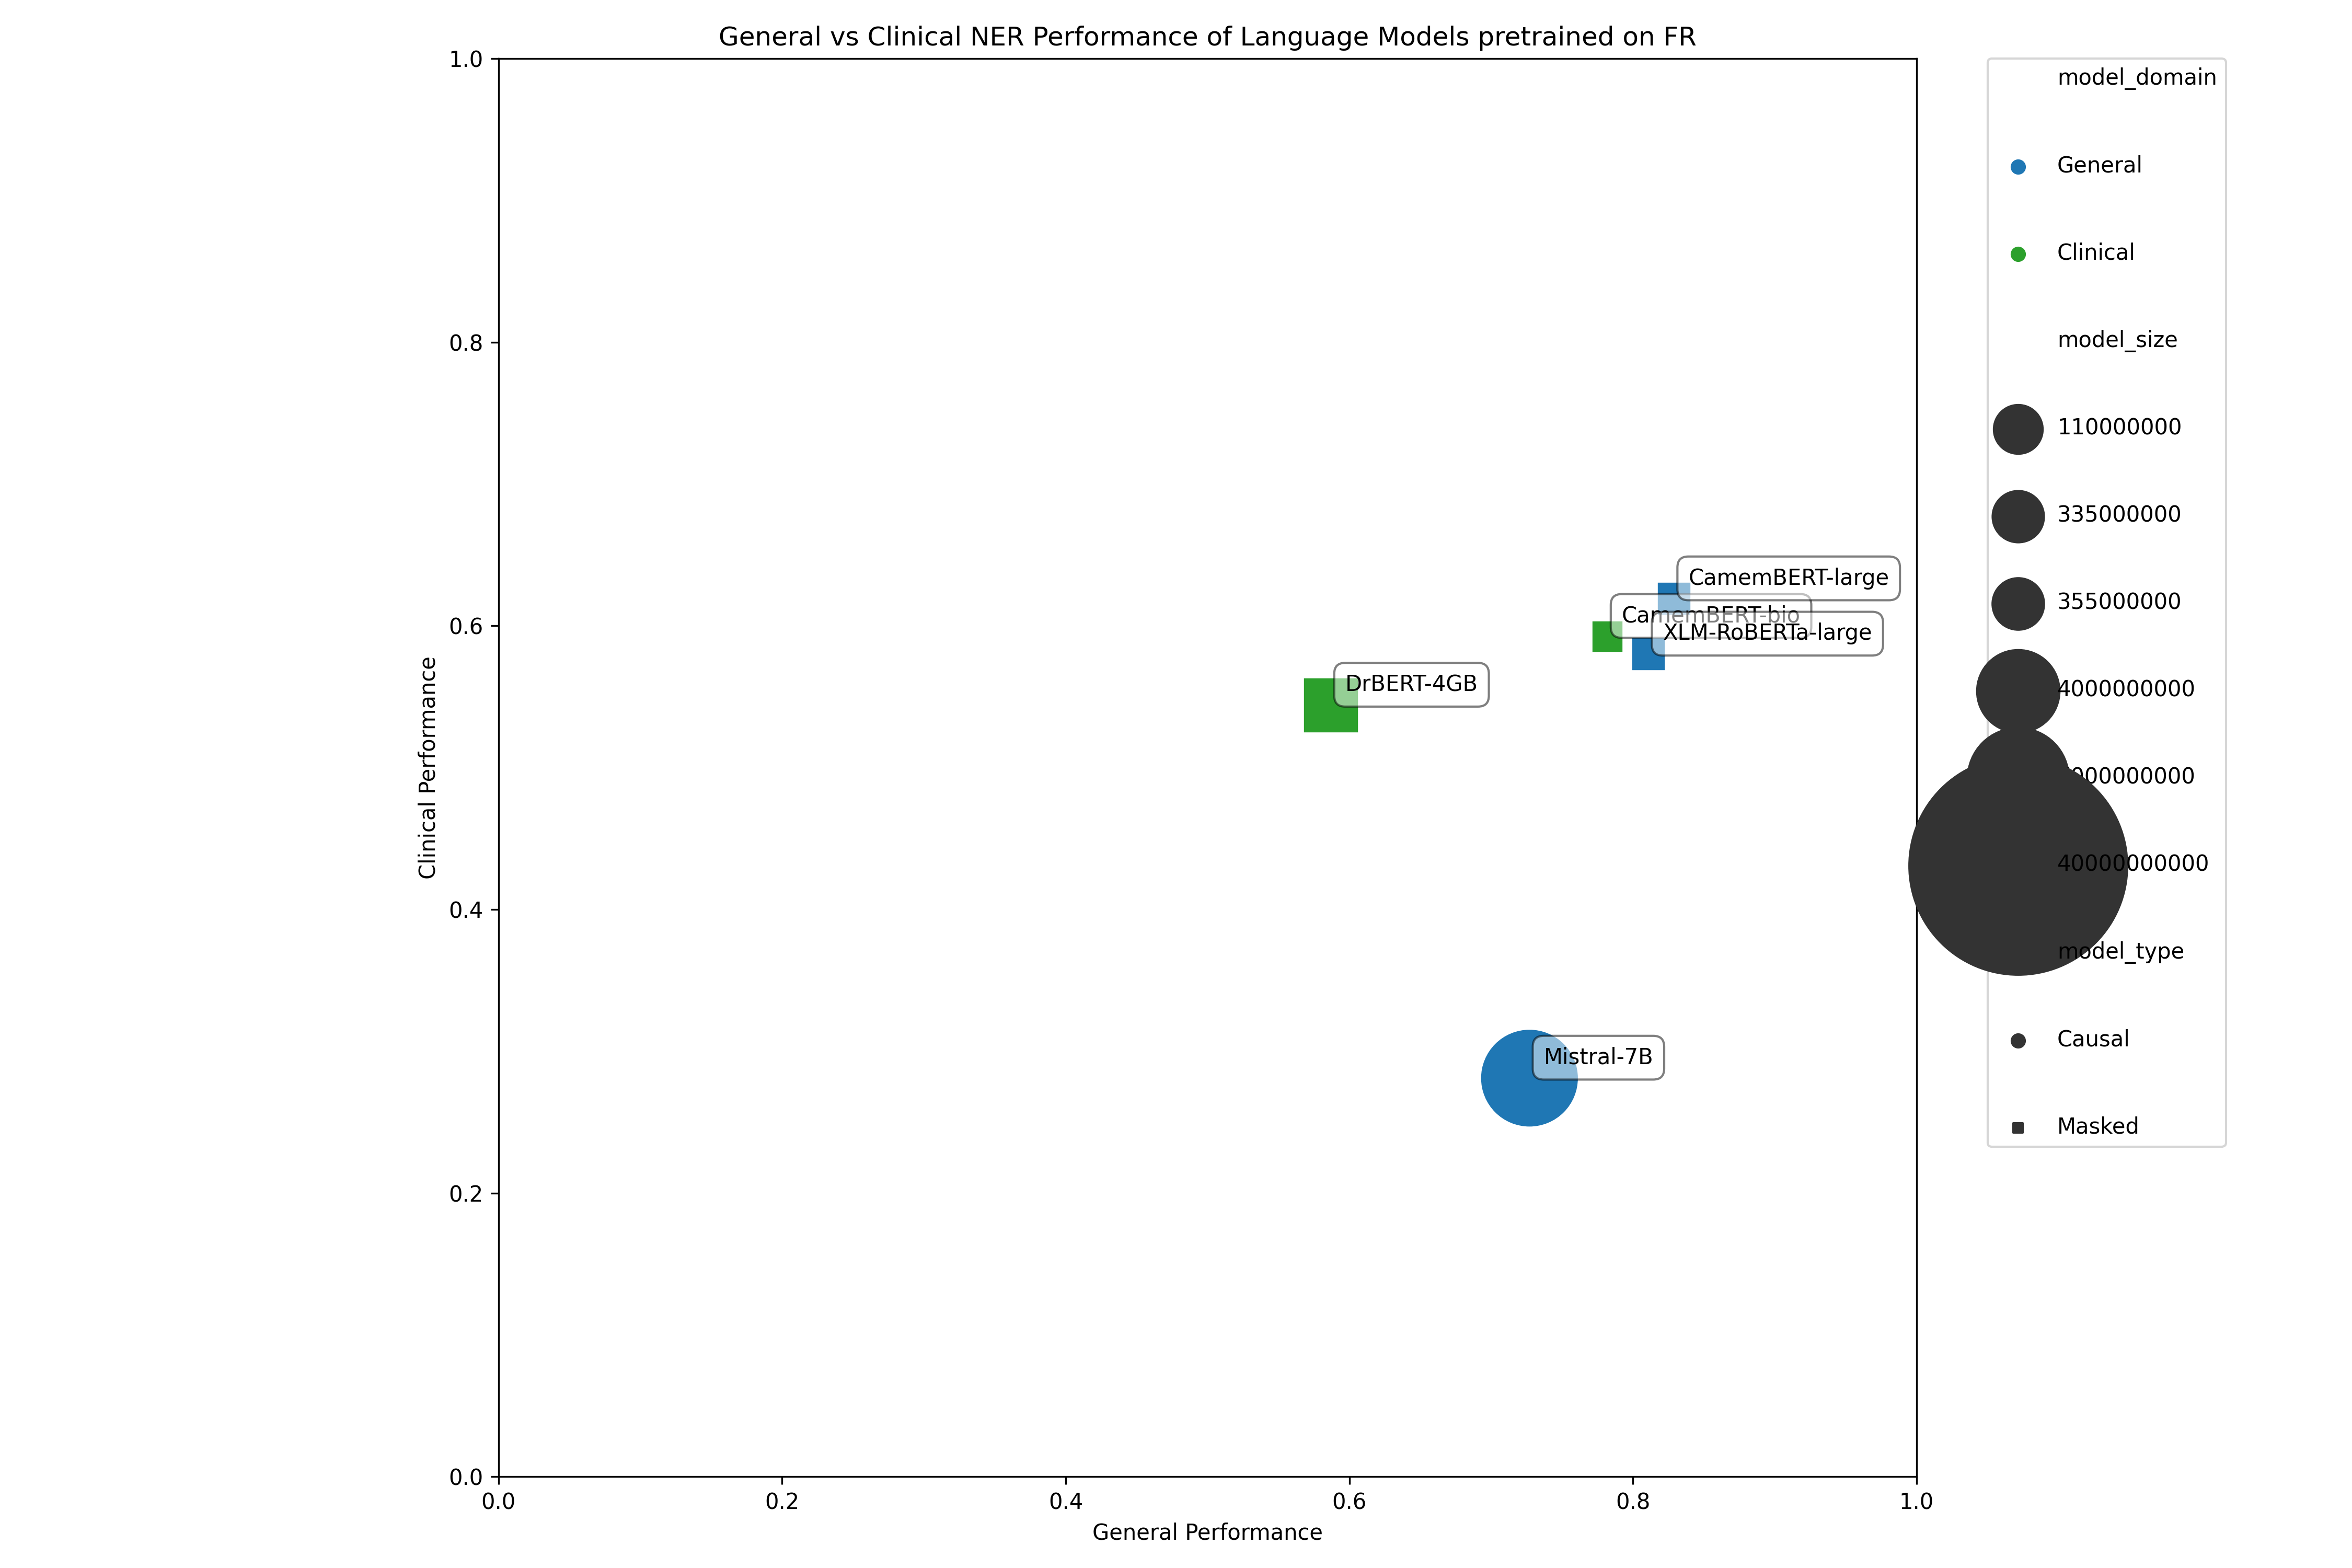 General vs Clinical NER Performance of Language Models pretrained on FR
1.0
0.8
0.6
0.4
0.2
0.0
Clinical Performance
CamemBERT-large
CamemBERT-bio
XLM-RoBERTa-large
DrBERT-4GB
Mistral-7B
0.0 0.2 0.4 0.6 0.8 1.0
General Performance
model_domain
General
Clinical
model_size
110000000
335000000
355000000
4000000000
40000000000
model_type
Causal
Masked